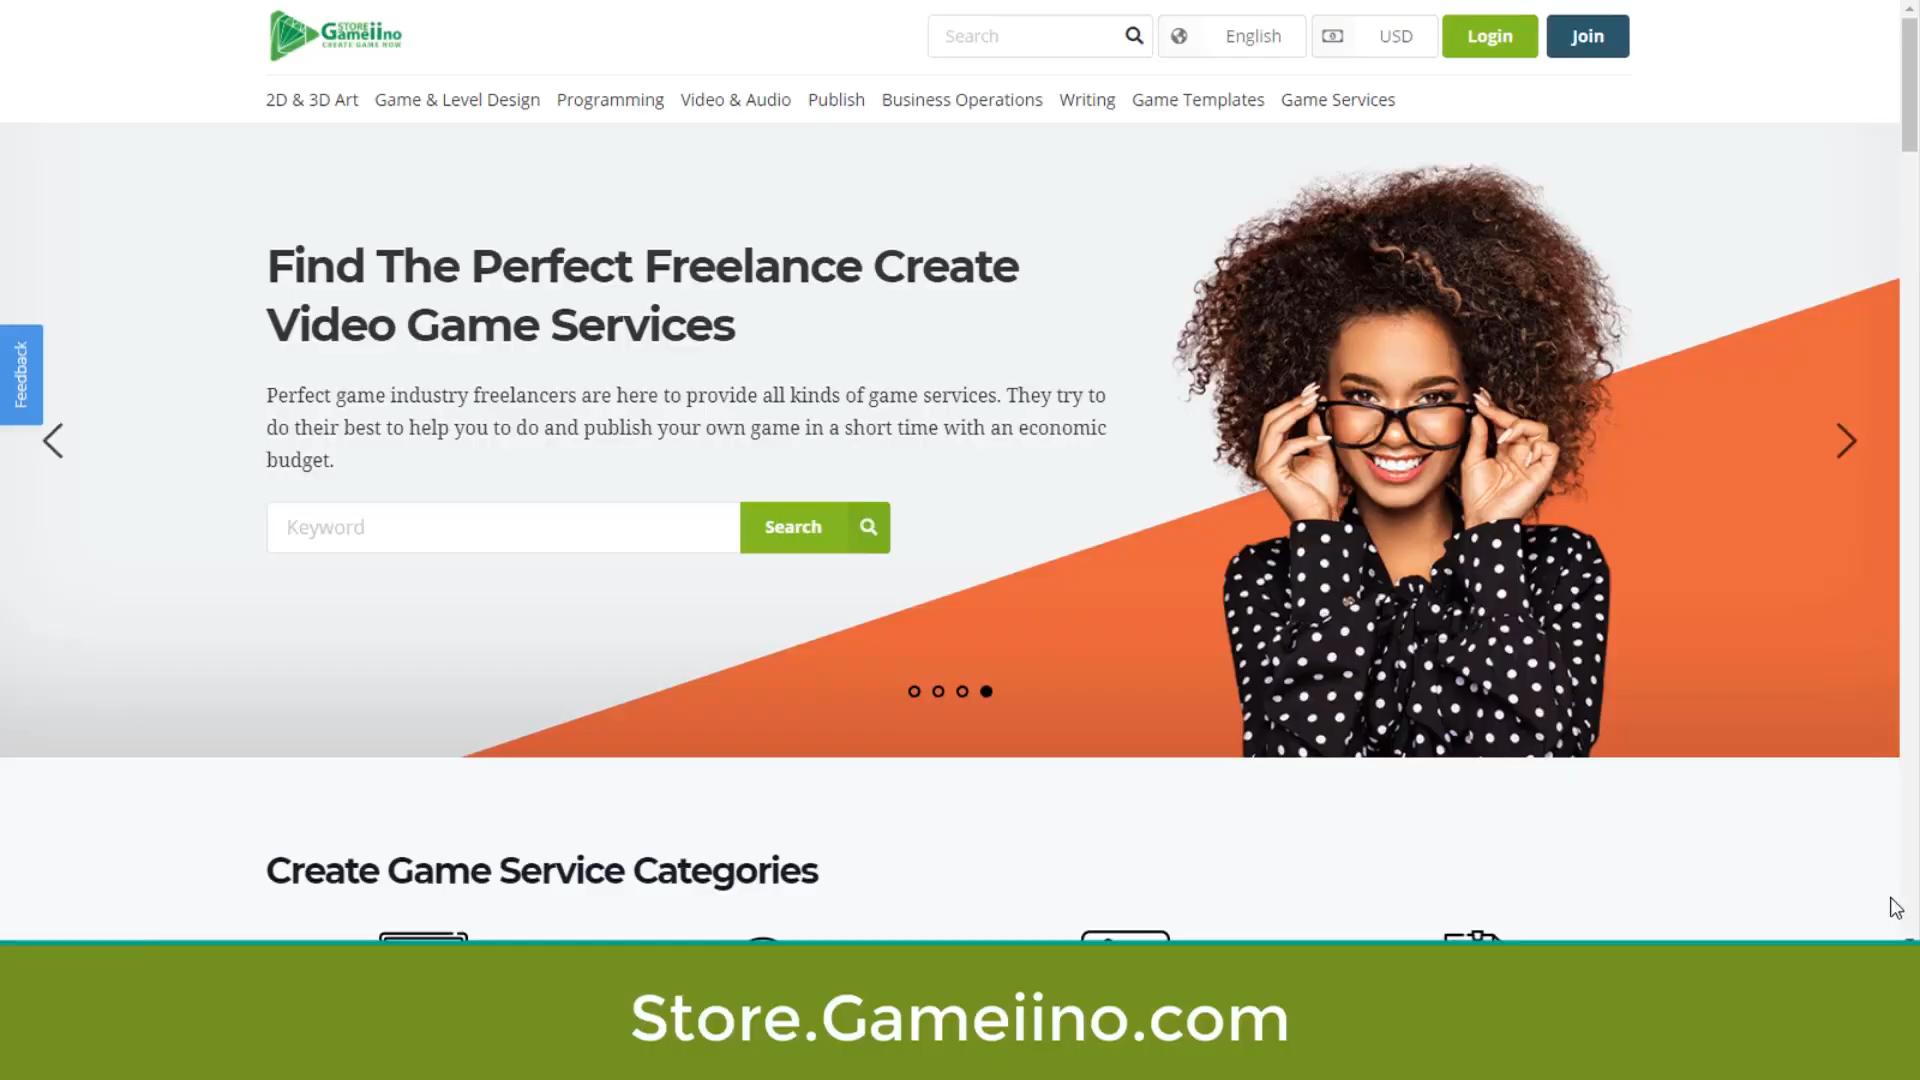 STORE
Gameiino
CREATE GAME NOW
Search
English
USD
Login
Join
2D & 3D Art
Game & Level Design
Programming
Video & Audio
Publish
Business Operations
Writing
Game Templates
Game Services
Find The Perfect Freelance Create
Video Game Services
Perfect game industry freelancers are here to provide all kinds of game services. They try to
do their best to help you to do and publish your own game in a short time with an economic
budget.
Keyword
Search
Feedback
Create Game Service Categories
Store.Gameiino.com